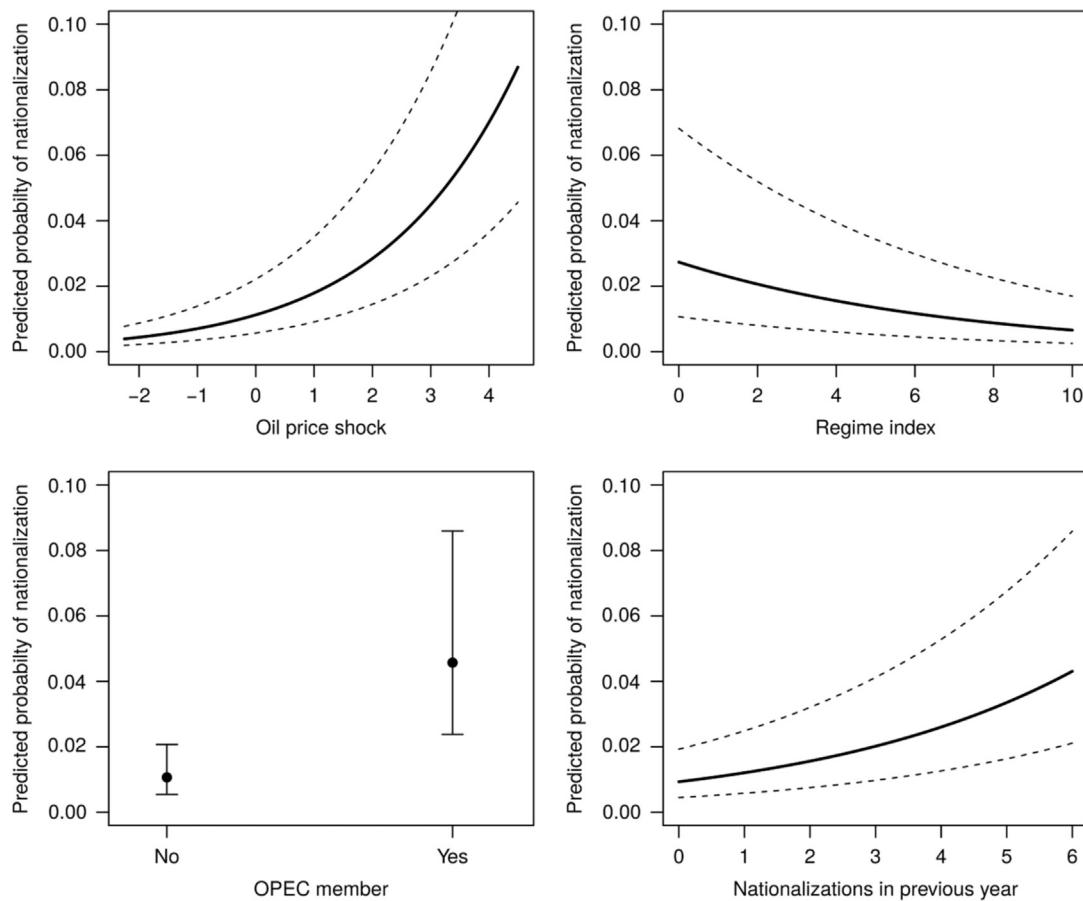 Predicted probabilty of nationalization
0.10
0.08
0.06
0.04
0.02
0.00
−2 −1 0 1 2 3 4
Oil price shock
Predicted probabilty of nationalization
0.10
0.08
0.06
0.04
0.02
0.00
0 2 4 6 8 10
Regime index
Predicted probabilty of nationalization
0.10
0.08
0.06
0.04
0.02
0.00
No Yes
OPEC member
Predicted probabilty of nationalization
0.10
0.08
0.06
0.04
0.02
0.00
0 1 2 3 4 5 6
Nationalizations in previous year